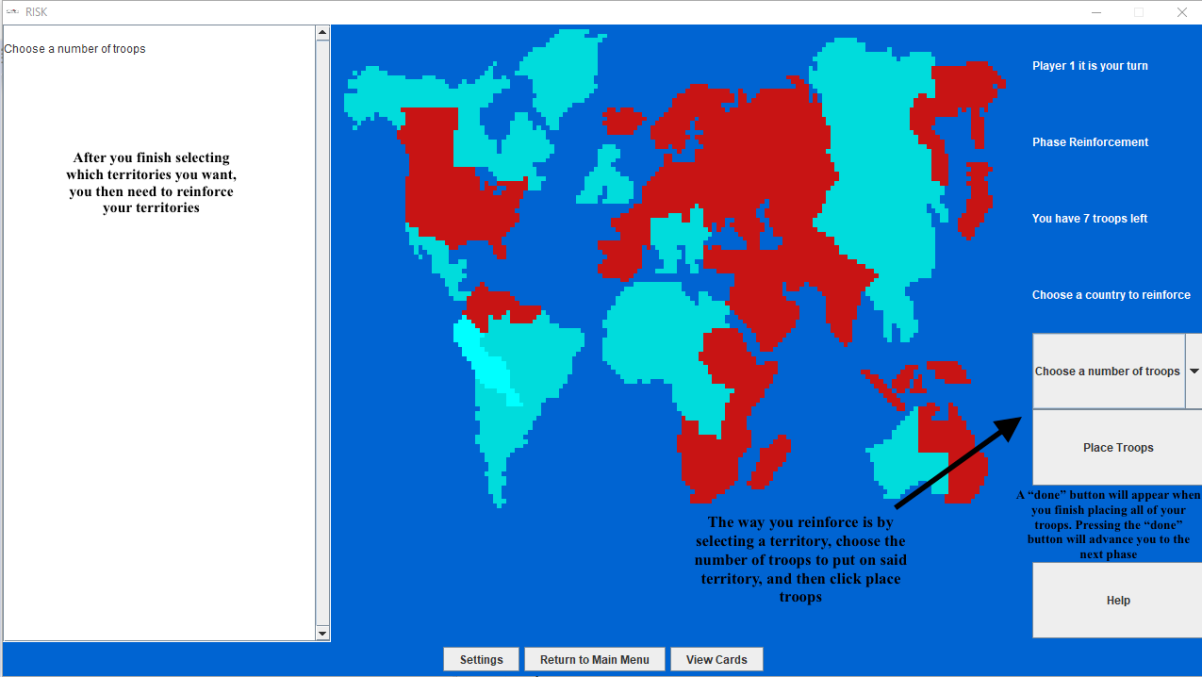 RISK
Choose a number of troops
After you finish selecting
which territories you want,
you then need to reinforce
your territories
Player 1 it is your turn
Phase Reinforcement
You have 7 troops left
Choose a country to reinforce
Choose a number of troops
Place Troops
A “done” button will appear when
you finish placing all of your
troops. Pressing the “done”
button will advance you to the
next phase
The way you reinforce is by
selecting a territory, choose the
number of troops to put on said
territory, and then click place
troops
Help
Settings
Return to Main Menu
View Cards